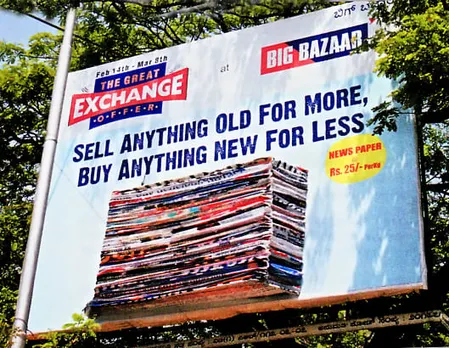 ಬಿಗ್
Feb 14th - Mar 8th
THE GREAT
EXCHANGE
OFFER
at
BIG BAZAAR
SELL ANYTHING OLD FOR MORE,
BUY ANYTHING NEW FOR LESS
NEWS PAPER
Rs. 25/- Per Kg